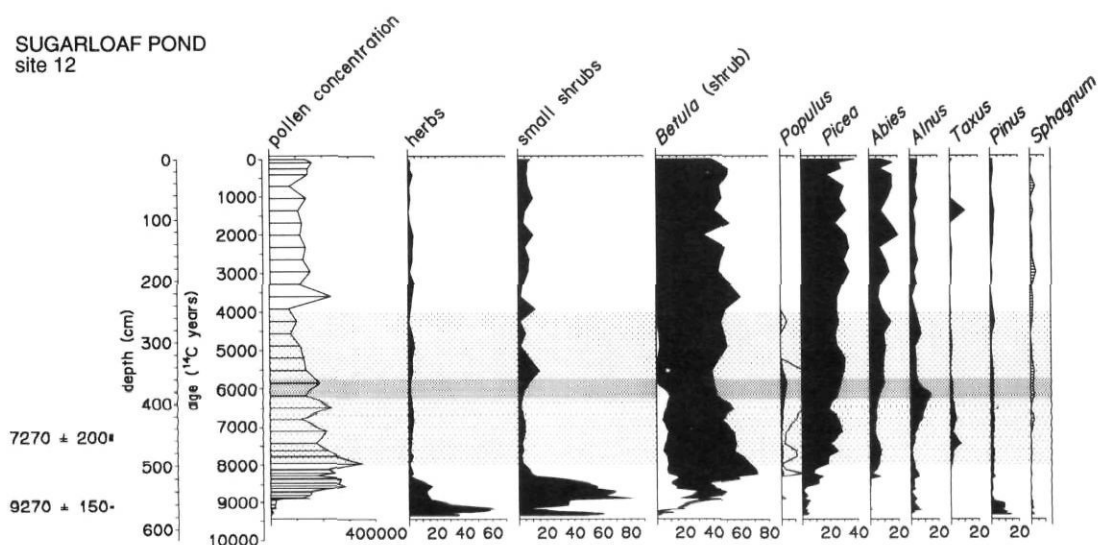 SUGARLOAF POND
site 12
pollen concentration
herbs
small shrubs
Betula (shrub)
Populus
Picea
Abies
Alnus
Taxus
Pinus
Sphagnum
depth (cm)
0
100
200
300
400
500
600
age (¹⁴C years)
0
1000
2000
3000
4000
5000
6000
7000
8000
9000
10000
7270 ± 200
9270 ± 150
400000
20 40 60
20 40 60 80
0 20 40 60 80
0 20 40
20
20
20
20